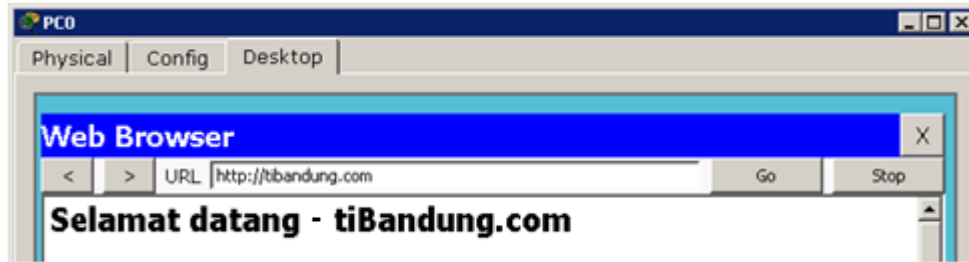 PC0
Physical Config Desktop
Web Browser X
< > URL http://tibandung.com Go Stop
Selamat datang - tiBandung.com